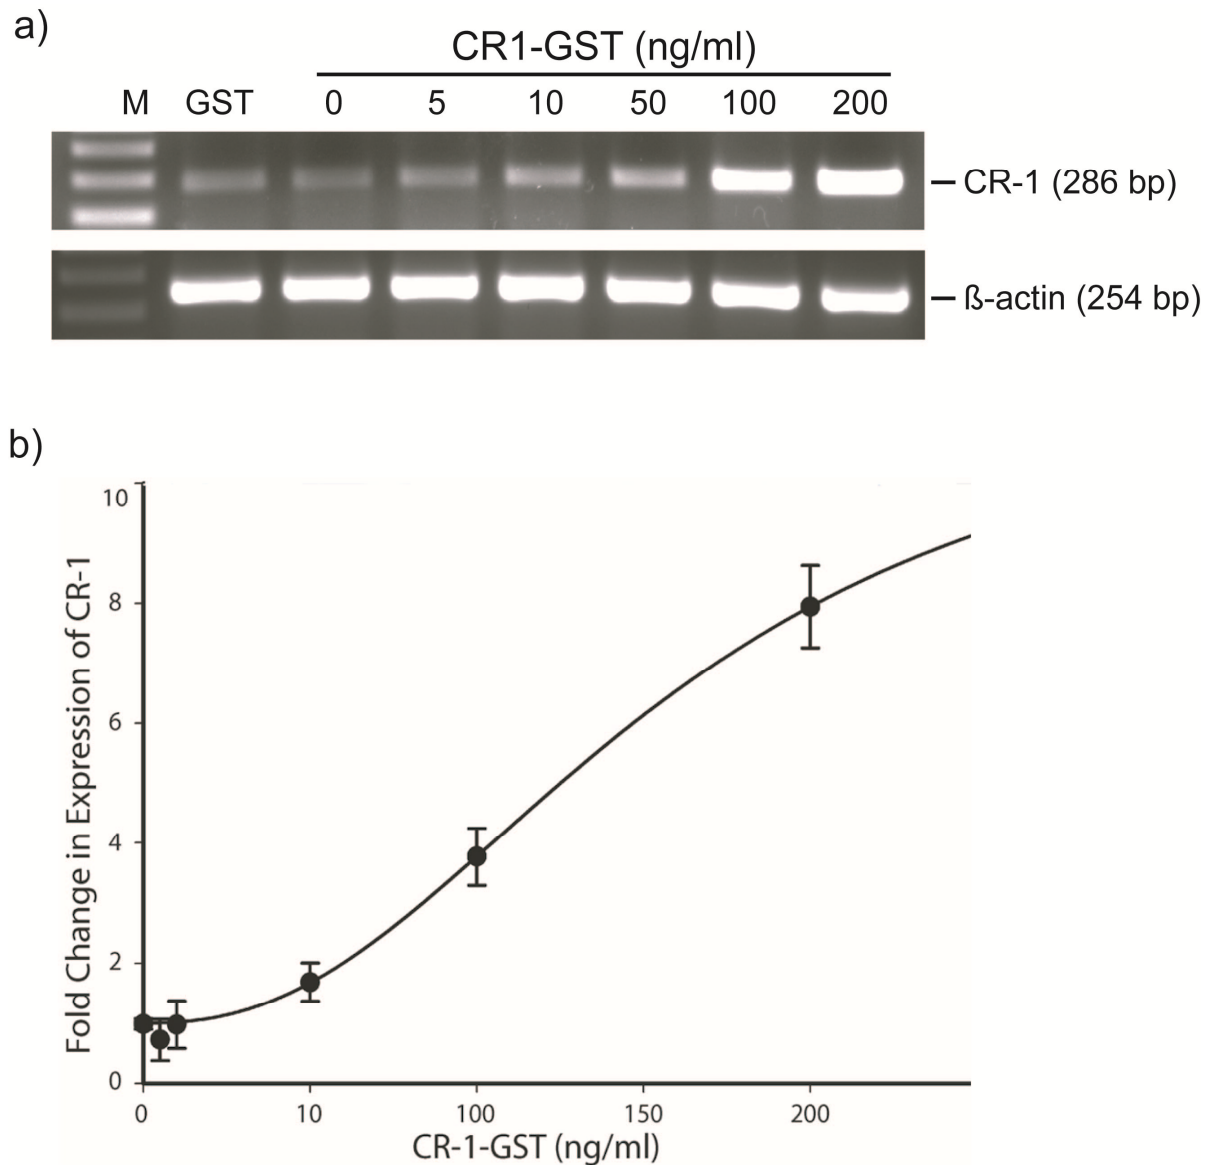 a)
CR1-GST (ng/ml)
M GST 0 5 10 50 100 200
CR-1 (286 bp)
ß-actin (254 bp)
b)
Fold Change in Expression of CR-1
10
8
6
4
2
0
0 10 100 150 200
CR-1-GST (ng/ml)